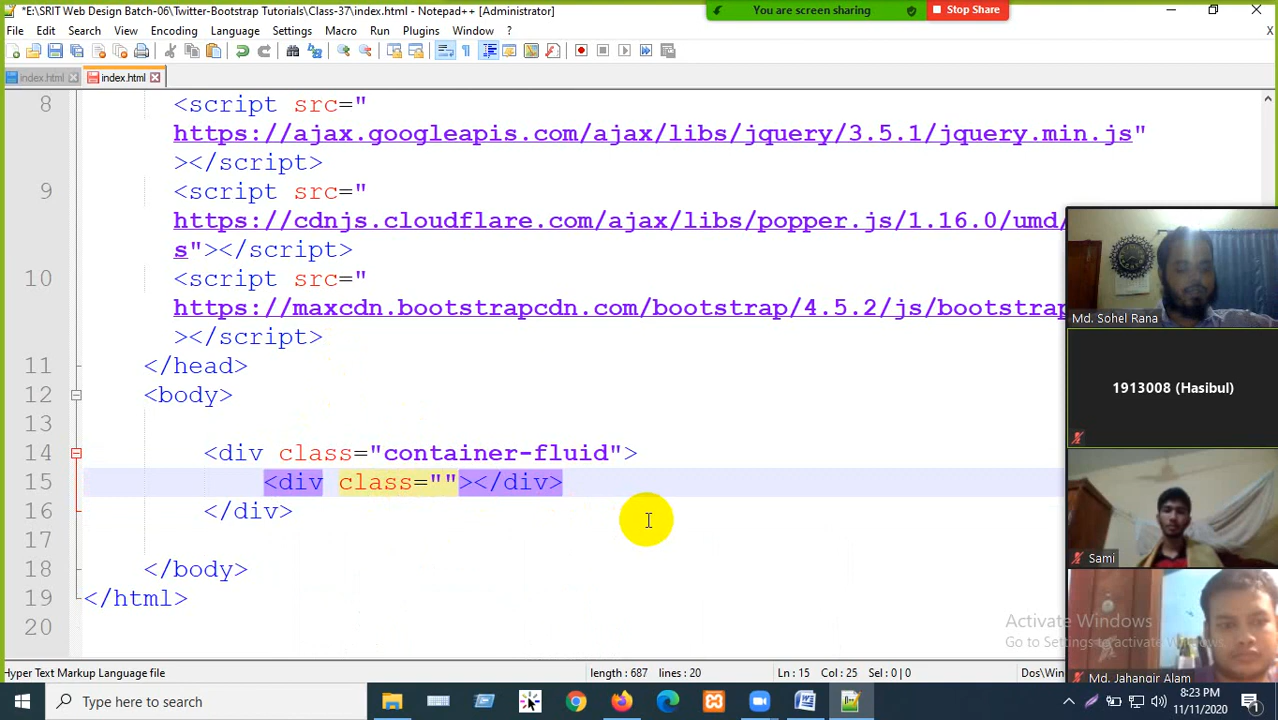 *E:\SRIT Web Design Batch-06\Twitter-Bootstrap Tutorials\Class-37\index.html - Notepad++ [Administrator]
You are screen sharing
Stop Share
File Edit Search View Encoding Language Settings Macro Run Plugins Window ? X
index.html index.html
8 <script src="
https://ajax.googleapis.com/ajax/libs/jquery/3.5.1/jquery.min.js"
></script>
9 <script src="
https://cdnjs.cloudflare.com/ajax/libs/popper.js/1.16.0/umd/
s"></script>
10 <script src="
https://maxcdn.bootstrapcdn.com/bootstrap/4.5.2/js/bootstrap
></script>
11 </head>
12 <body>
13
14 <div class="container-fluid">
15 <div class=""></div>
16 </div>
17
18 </body>
19 </html>
20
Md. Sohel Rana
1913008 (Hasibul)
Sami
Md. Jahangir Alam
Activate Windows
Go to Settings to activate Windows.
Hyper Text Markup Language file length : 687 lines : 20 Ln : 15 Col : 25 Sel : 0 | 0 Dos\Win
Type here to search
8:23 PM
11/11/2020